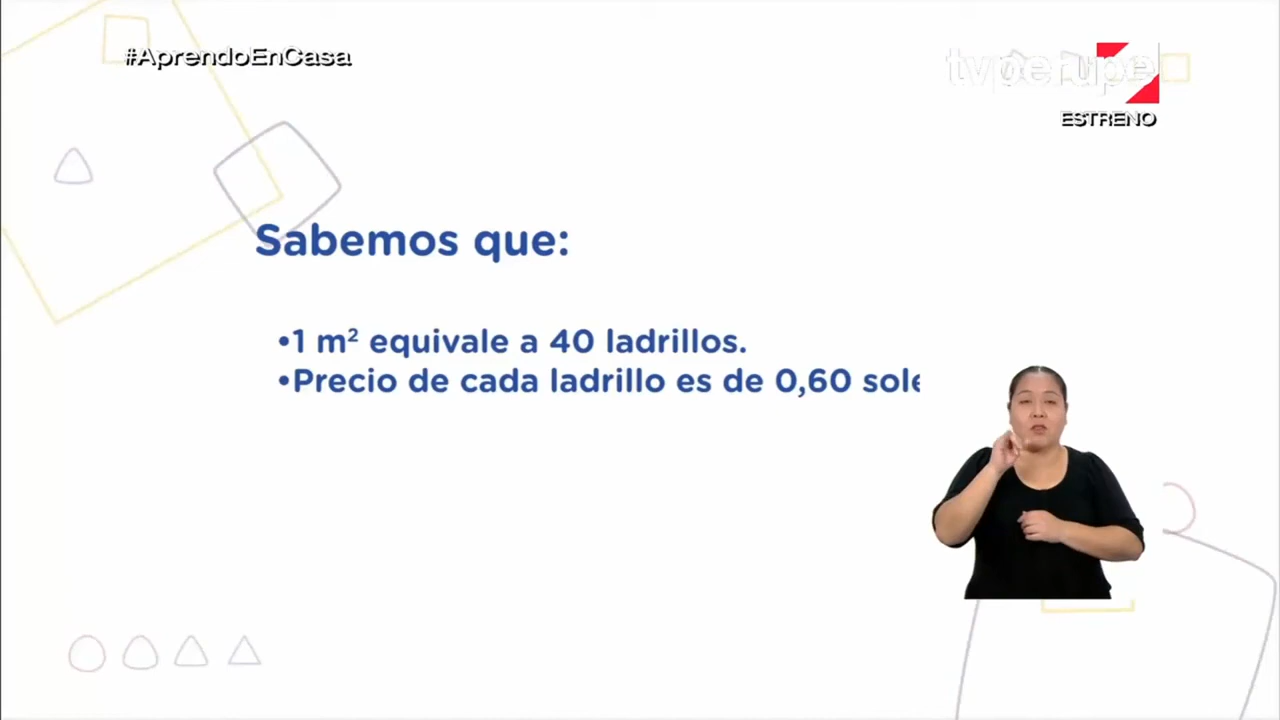 #AprendoEnCasa
ESTRENO
Sabemos que:
•1 m² equivale a 40 ladrillos.
•Precio de cada ladrillo es de 0,60 sole